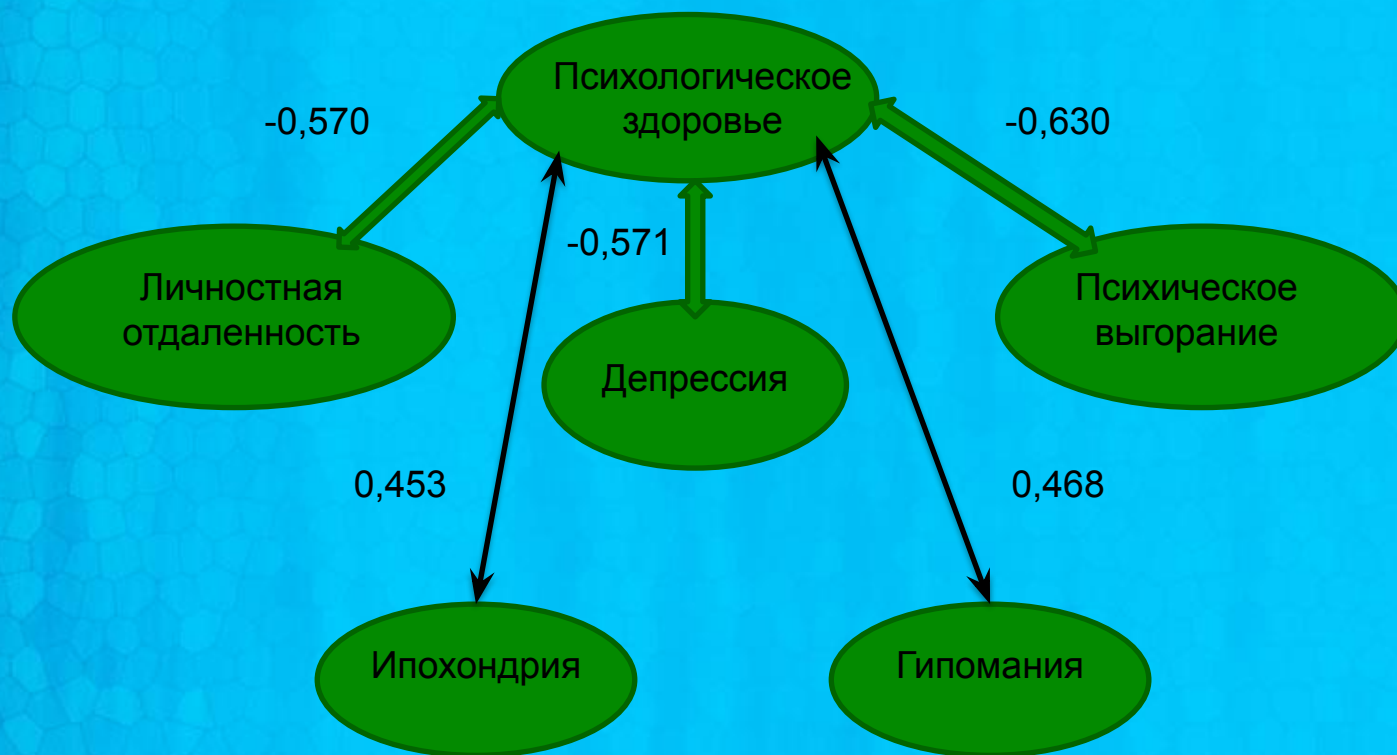 Психологическое
здоровье
-0,570
-0,630
-0,571
Личностная
отдаленность
Психическое
выгорание
Депрессия
0,453
0,468
Ипохондрия
Гипомания